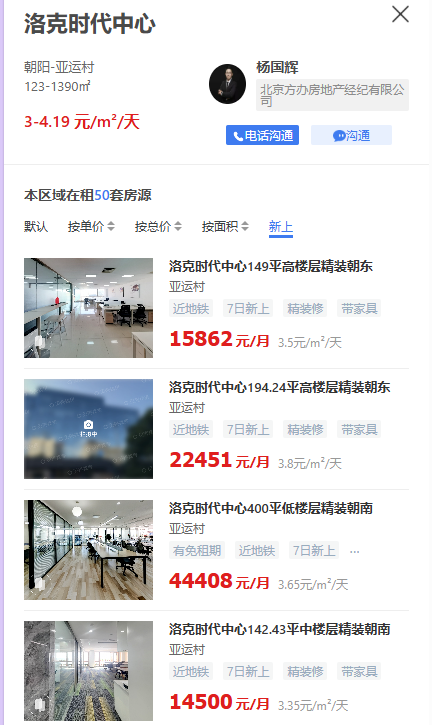 洛克时代中心
朝阳-亚运村
123-1390㎡
3-4.19 元/m²/天
杨国辉
北京方办房地产经纪有限公
司
电话沟通
沟通
本区域在租50套房源
默认 按单价 按总价 按面积 新上
洛克时代中心149平高楼层精装朝东
亚运村
近地铁 7日新上 精装修 带家具
15862 元/月 3.5元/m²/天
洛克时代中心194.24平高楼层精装朝东
亚运村
近地铁 7日新上 精装修 带家具
22451 元/月 3.8元/m²/天
洛克时代中心400平低楼层精装朝南
亚运村
有免租期 近地铁 7日新上 ...
44408 元/月 3.65元/m²/天
洛克时代中心142.43平中楼层精装朝南
亚运村
近地铁 7日新上 精装修 带家具
14500 元/月 3.35元/m²/天